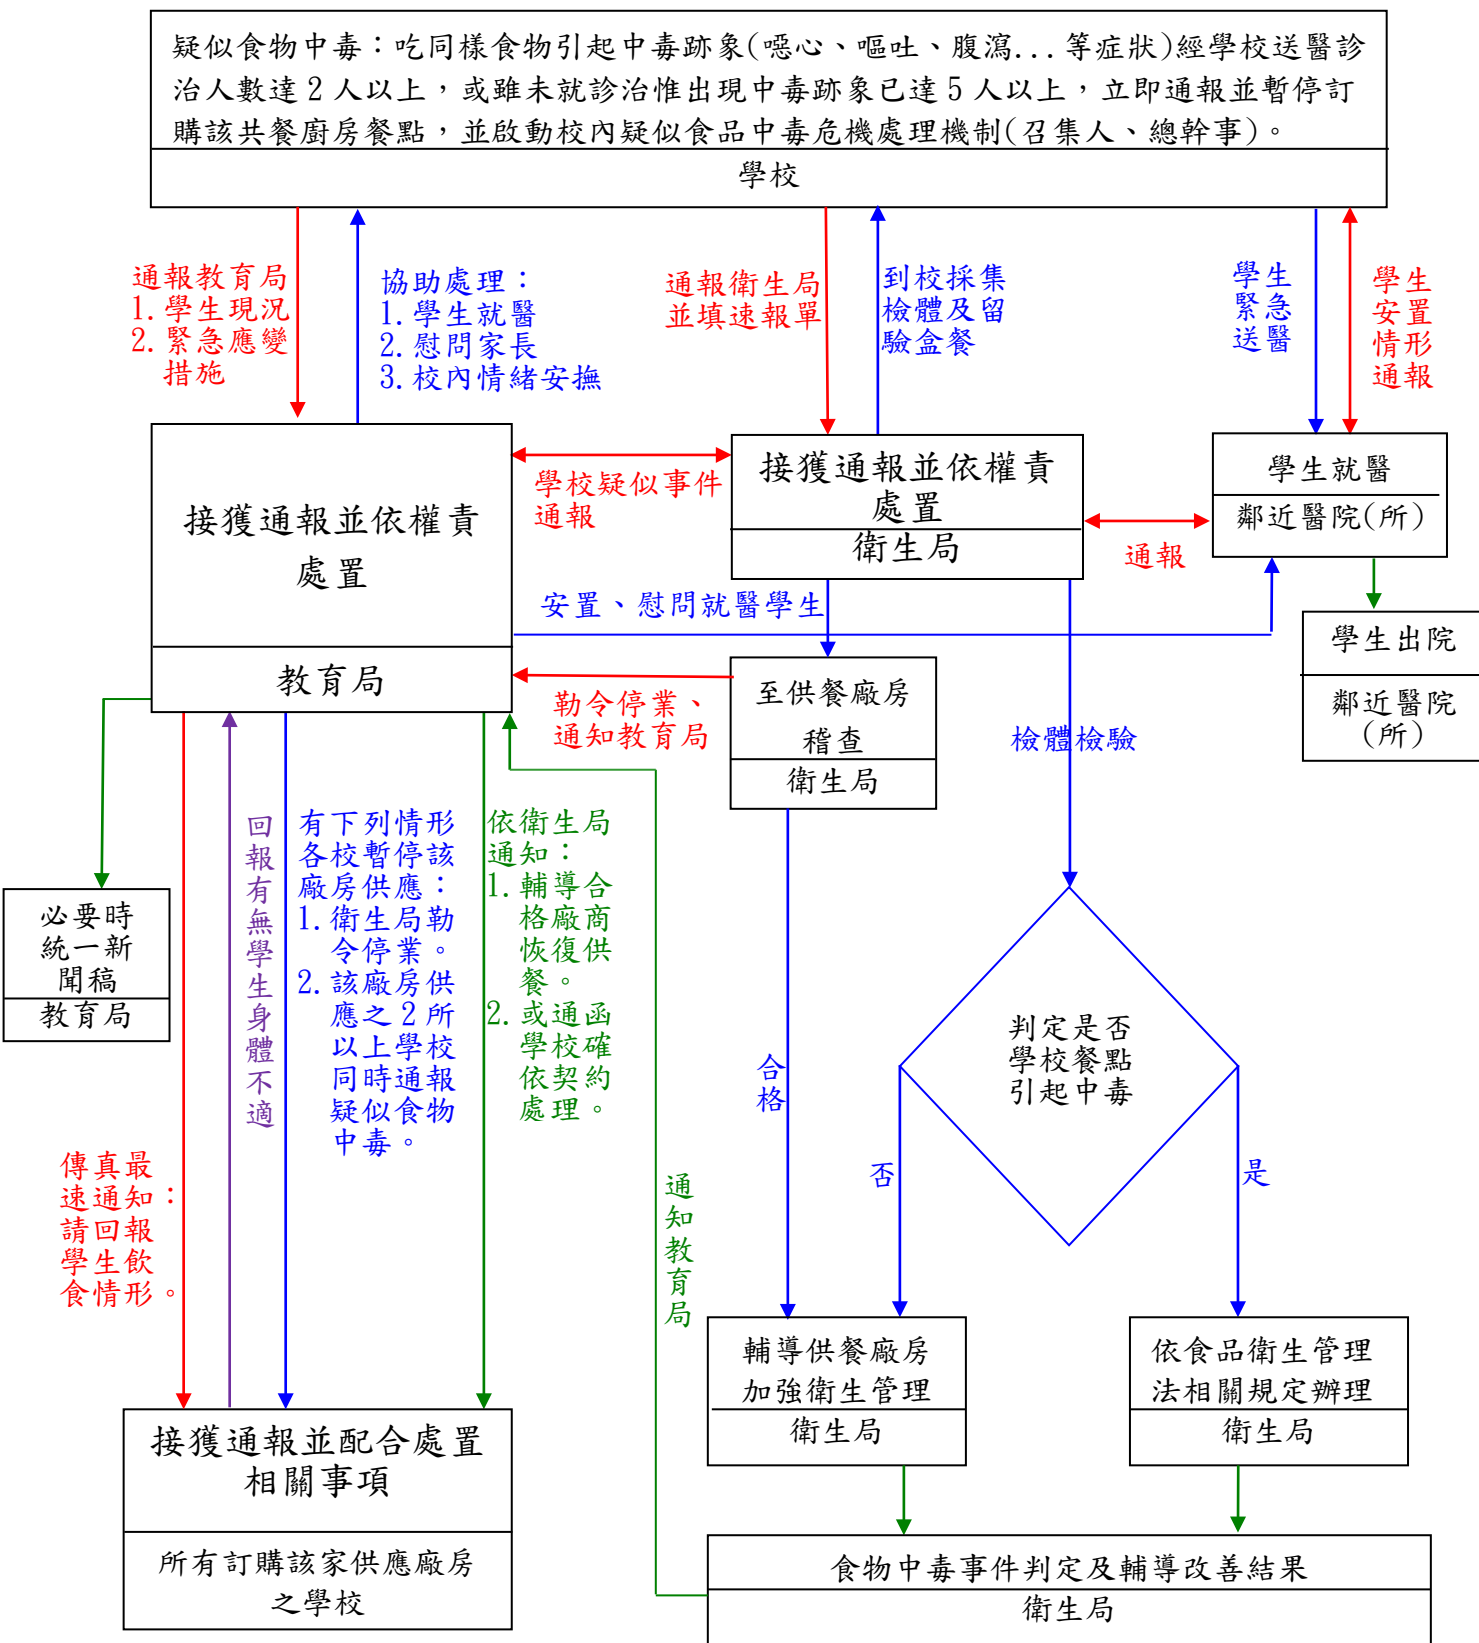 疑似食物中毒：吃同樣食物引起中毒跡象(噁心、嘔吐、腹瀉...等症狀)經學校送醫診
治人數達2人以上，或雖未就診治惟出現中毒跡象已達5人以上，立即通報並暫停訂
購該共餐廚房餐點，並啟動校內疑似食品中毒危機處理機制(召集人、總幹事)。
學校
通報教育局
1.學生現況
2.緊急應變
措施
協助處理：
1.學生就醫
2.慰問家長
3.校內情緒安撫
通報衛生局
並填速報單
到校採集
檢體及留
驗盒餐
學生
緊急
送醫
學生
安置
情形
通報
接獲通報並依權責
處置
教育局
學校疑似事件
通報
接獲通報並依權責
處置
衛生局
通報
學生就醫
鄰近醫院(所)
安置、慰問就醫學生
學生出院
鄰近醫院
(所)
勒令停業、
通知教育局
至供餐廠房
稽查
衛生局
檢體檢驗
必要時
統一新
聞稿
教育局
傳真最
速通知：
請回報
學生飲
食情形。
回報有無學生身體不適
有下列情形
各校暫停該
廠房供應：
1.衛生局勒
令停業。
2.該廠房供
應之2所
以上學校
同時通報
疑似食物
中毒。
依衛生局
通知：
1.輔導合
格廠商
恢復供
餐。
2.或通函
學校確
依契約
處理。
通知教育局
合格
判定是否
學校餐點
引起中毒
否
是
輔導供餐廠房
加強衛生管理
衛生局
依食品衛生管理
法相關規定辦理
衛生局
接獲通報並配合處置
相關事項
所有訂購該家供應廠房
之學校
食物中毒事件判定及輔導改善結果
衛生局